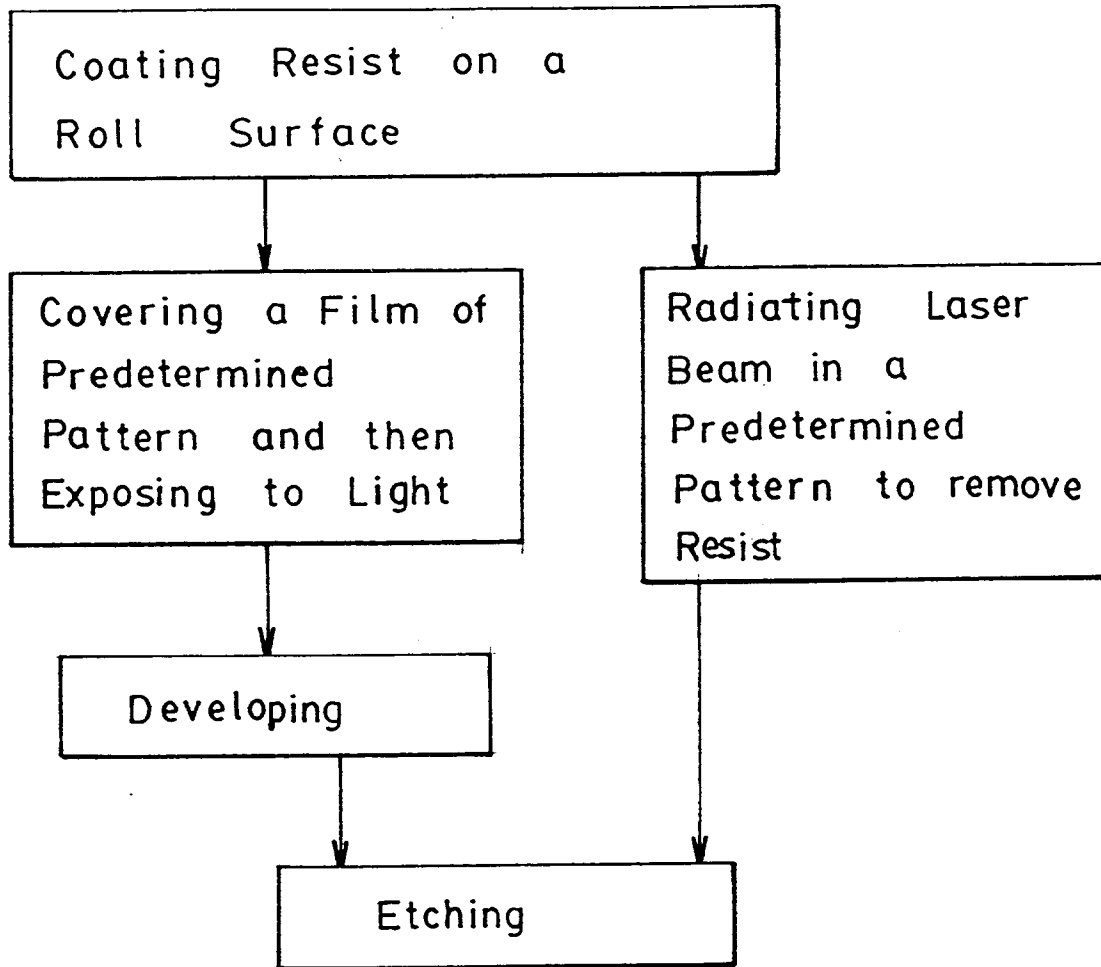 Coating Resist on a
Roll Surface
Covering a Film of
Predetermined
Pattern and then
Exposing to Light
Radiating Laser
Beam in a
Predetermined
Pattern to remove
Resist
Developing
Etching